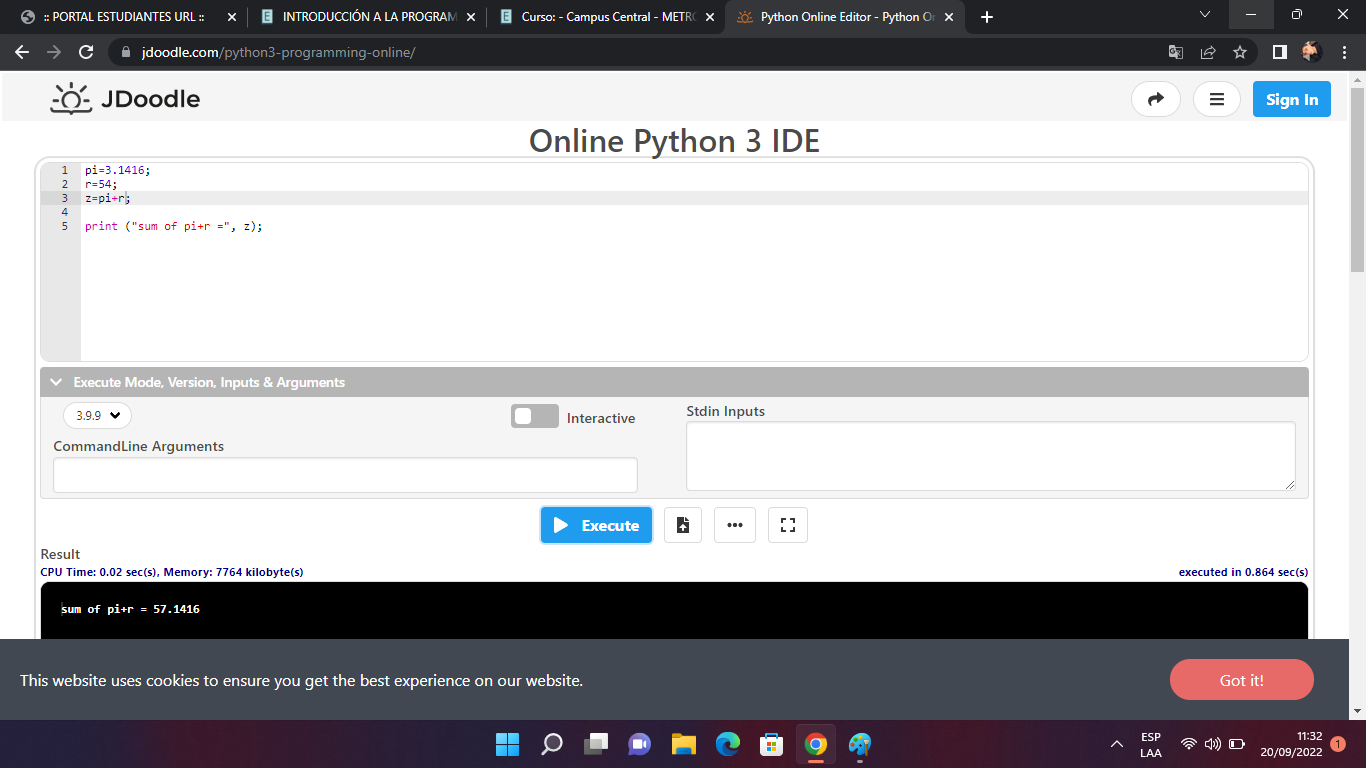 :: PORTAL ESTUDIANTES URL ::
INTRODUCCIÓN A LA PROGRAM
Curso: - Campus Central - METRO
Python Online Editor - Python On
jdoodle.com/python3-programming-online/
JDoodle
Sign In
Online Python 3 IDE
1 pi=3.1416;
2 r=54;
3 z=pi+r;
4
5 print ("sum of pi+r =", z);
Execute Mode, Version, Inputs & Arguments
3.9.9
Interactive
Stdin Inputs
CommandLine Arguments
Execute
Result
CPU Time: 0.02 sec(s), Memory: 7764 kilobyte(s)
executed in 0.864 sec(s)
sum of pi+r = 57.1416
This website uses cookies to ensure you get the best experience on our website.
Got it!
ESP
LAA
11:32
20/09/2022
1